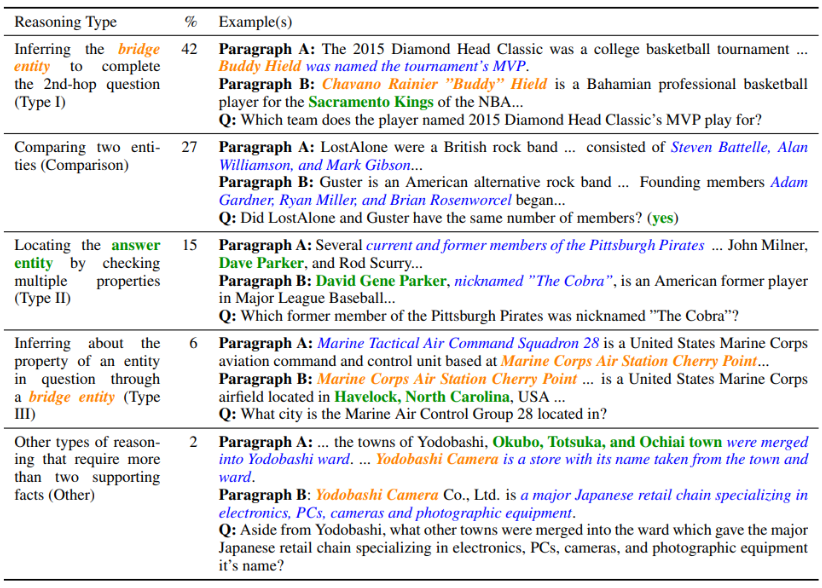 Reasoning Type % Example(s)
Inferring the bridge entity to complete the 2nd-hop question (Type I) 42 Paragraph A: The 2015 Diamond Head Classic was a college basketball tournament ...
Buddy Hield was named the tournament's MVP.
Paragraph B: Chavano Rainier ”Buddy” Hield is a Bahamian professional basketball
player for the Sacramento Kings of the NBA...
Q: Which team does the player named 2015 Diamond Head Classic's MVP play for?
Comparing two enti-
ties (Comparison)
27
Paragraph A: LostAlone were a British rock band ... consisted of Steven Battelle, Alan
Williamson, and Mark Gibson...
Paragraph B: Guster is an American alternative rock band ... Founding members Adam
Gardner, Ryan Miller, and Brian Rosenworcel began...
Q: Did LostAlone and Guster have the same number of members? (yes)
Locating the answer
entity by checking
multiple properties
(Type II)
15
Paragraph A: Several current and former members of the Pittsburgh Pirates ... John Milner,
Dave Parker, and Rod Scurry...
Paragraph B: David Gene Parker, nicknamed ”The Cobra”, is an American former player
in Major League Baseball...
Q: Which former member of the Pittsburgh Pirates was nicknamed ”The Cobra”?
Inferring about the
property of an entity
in question through
a bridge entity (Type
III)
6
Paragraph A: Marine Tactical Air Command Squadron 28 is a United States Marine Corps
aviation command and control unit based at Marine Corps Air Station Cherry Point...
Paragraph B: Marine Corps Air Station Cherry Point ... is a United States Marine Corps
airfield located in Havelock, North Carolina, USA ...
Q: What city is the Marine Air Control Group 28 located in?
Other types of reason-
ing that require more
than two supporting
facts (Other)
2
Paragraph A: ... the towns of Yodobashi, Okubo, Totsuka, and Ochiai town were merged
into Yodobashi ward. ... Yodobashi Camera is a store with its name taken from the town and
ward.
Paragraph B: Yodobashi Camera Co., Ltd. is a major Japanese retail chain specializing in
electronics, PCs, cameras and photographic equipment.
Q: Aside from Yodobashi, what other towns were merged into the ward which gave the major
Japanese retail chain specializing in electronics, PCs, cameras, and photographic equipment
it's name?